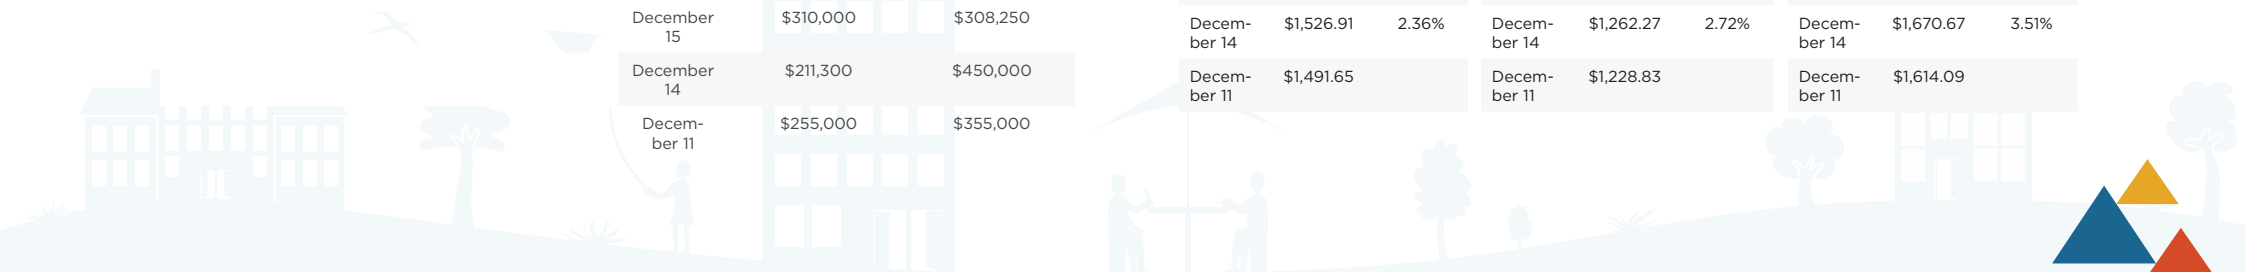 December $310,000 $308,250
15
December $211,300 $450,000
14
Decem- $255,000 $355,000
ber 11
Decem- $1,526.91 2.36%
ber 14
Decem- $1,491.65
ber 11
Decem- $1,262.27 2.72%
ber 14
Decem- $1,228.83
ber 11
Decem- $1,670.67 3.51%
ber 14
Decem- $1,614.09
ber 11